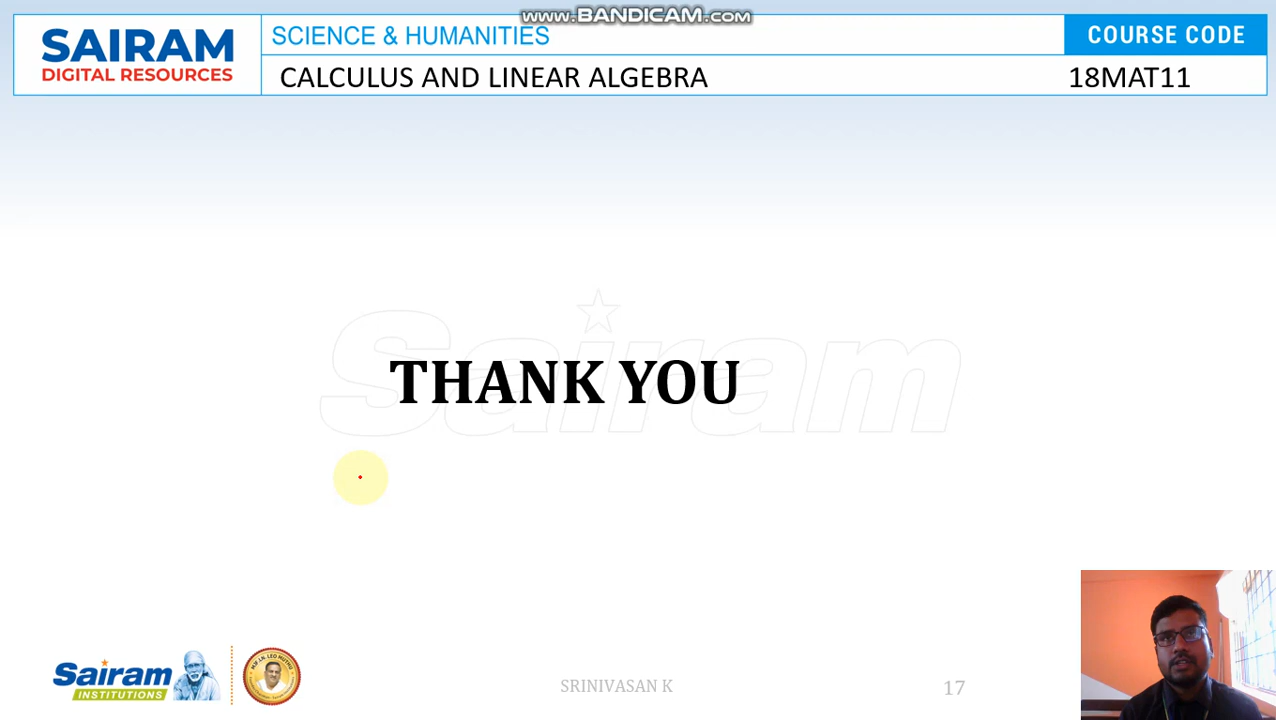 www.BANDICAM.com
SAIRAM
DIGITAL RESOURCES
SCIENCE & HUMANITIES
COURSE CODE
CALCULUS AND LINEAR ALGEBRA
18MAT11
Sairam
THANK YOU
Sairam
INSTITUTIONS
SRINIVASAN K
17